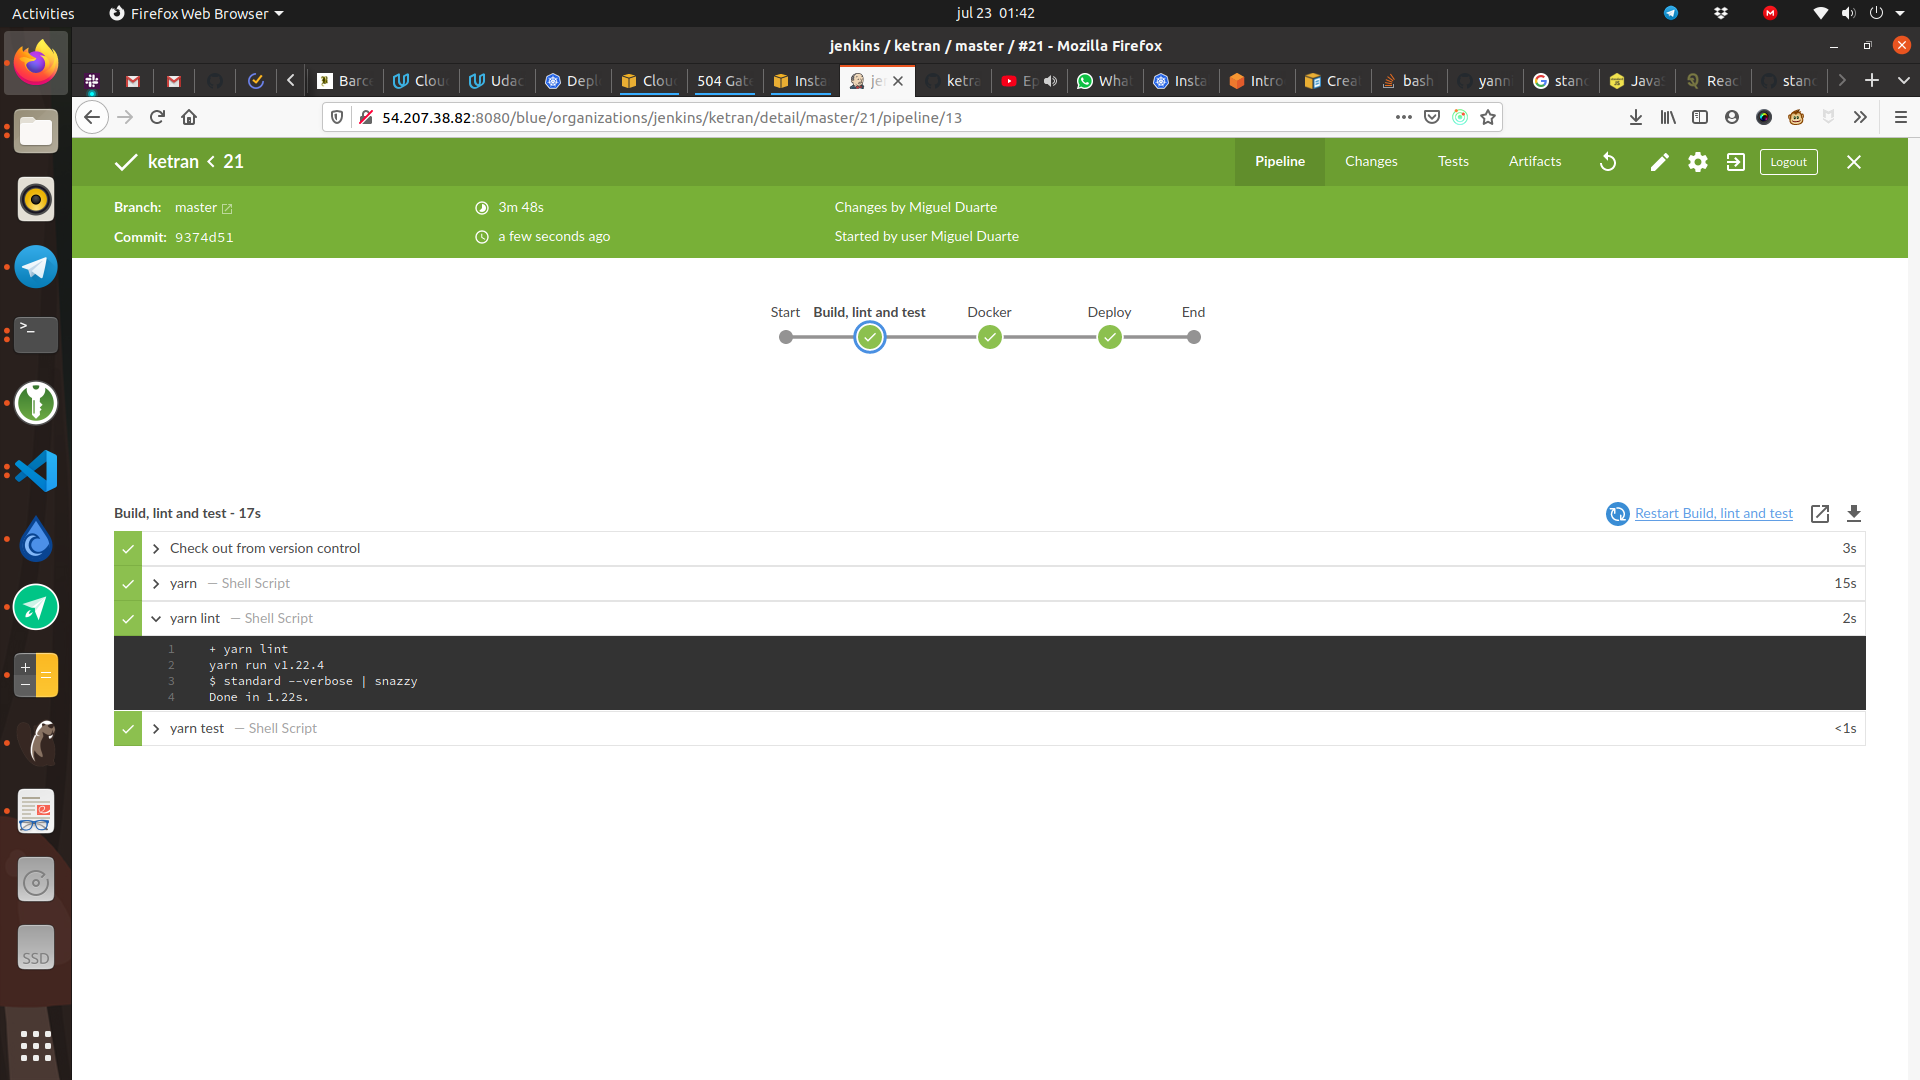 Activities
Firefox Web Browser
jul 23 01:42
jenkins / ketran / master / #21 - Mozilla Firefox
Barce
Clou
Udac
Depl
Clou
504 Gat
Insta
je
ketra
Ep
What
Insta
Intro
Crea
bash
yann
stand
Java
Reac
stand
54.207.38.82:8080/blue/organizations/jenkins/ketran/detail/master/21/pipeline/13
ketran < 21
Pipeline
Changes
Tests
Artifacts
Logout
Branch: master
3m 48s
Changes by Miguel Duarte
Commit: 9374d51
a few seconds ago
Started by user Miguel Duarte
Start
Build, lint and test
Docker
Deploy
End
Build, lint and test - 17s
Restart Build, lint and test
Check out from version control
3s
yarn — Shell Script
15s
yarn lint — Shell Script
2s
1 + yarn lint
2 yarn run v1.22.4
3 $ standard --verbose | snazzy
4 Done in 1.22s.
yarn test — Shell Script
<1s
SSD